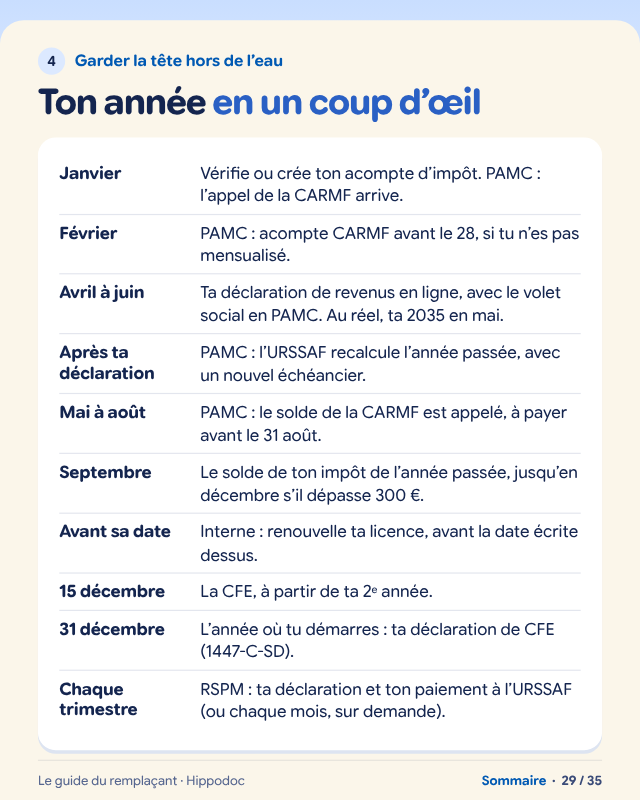 4 Garder la tête hors de l'eau
Ton année en un coup d'œil
Janvier
Vérifie ou crée ton acompte d'impôt. PAMC :
l'appel de la CARMF arrive.
Février
PAMC : acompte CARMF avant le 28, si tu n'es pas
mensualisé.
Avril à juin
Ta déclaration de revenus en ligne, avec le volet
social en PAMC. Au réel, ta 2035 en mai.
Après ta
déclaration
PAMC : l'URSSAF recalcule l'année passée, avec
un nouvel échéancier.
Mai à août
PAMC : le solde de la CARMF est appelé, à payer
avant le 31 août.
Septembre
Le solde de ton impôt de l'année passée, jusqu'en
décembre s'il dépasse 300 €.
Avant sa date
Interne : renouvelle ta licence, avant la date écrite
dessus.
15 décembre
La CFE, à partir de ta 2e année.
31 décembre
L'année où tu démarres : ta déclaration de CFE
(1447-C-SD).
Chaque
trimestre
RSPM : ta déclaration et ton paiement à l'URSSAF
(ou chaque mois, sur demande).
Le guide du remplaçant · Hippodoc
Sommaire · 29 / 35